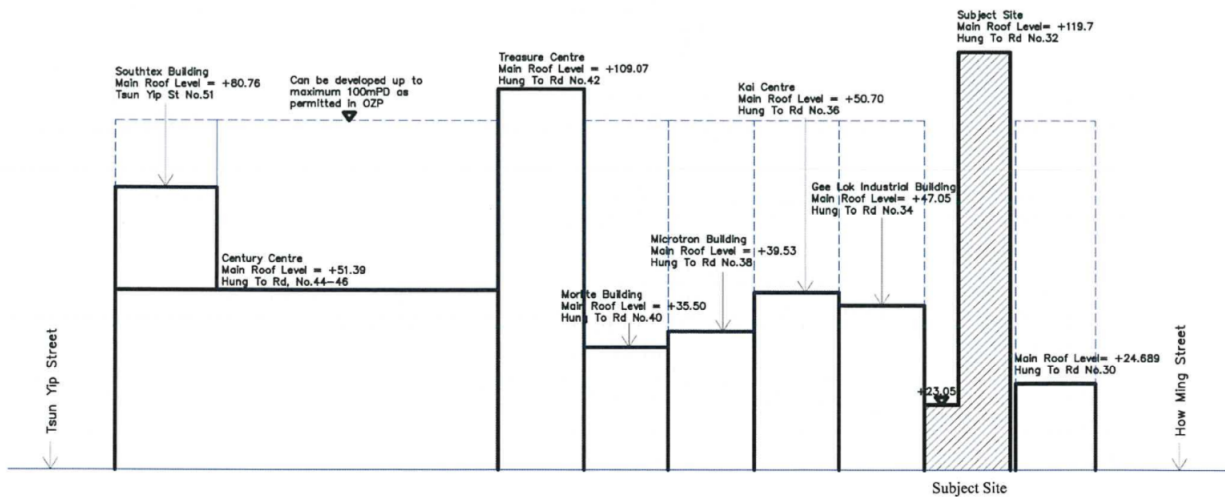 Subject Site
Main Roof Level= +119.7
Hung To Rd No.32
Treasure Centre
Main Roof Level = +109.07
Hung To Rd No.42
Southtex Building
Main Roof Level = +80.76
Tsun Yip St No.51
Can be developed up to
maximum 100mPD as
permitted in OZP
Kai Centre
Main Roof Level = +50.70
Hung To Rd No.36
Gee Lok Industrial Building
Main Roof Level= +47.05
Hung To Rd No.34
Microtron Building
Main Roof Level = +39.53
Hung To Rd No.38
Century Centre
Main Roof Level = +51.39
Hung To Rd, No.44-46
Morlite Building
Main Roof Level = +35.50
Hung To Rd No.40
Main Roof Level= +24.689
Hung To Rd No.30
+23.05
Tsun Yip Street
How Ming Street
Subject Site